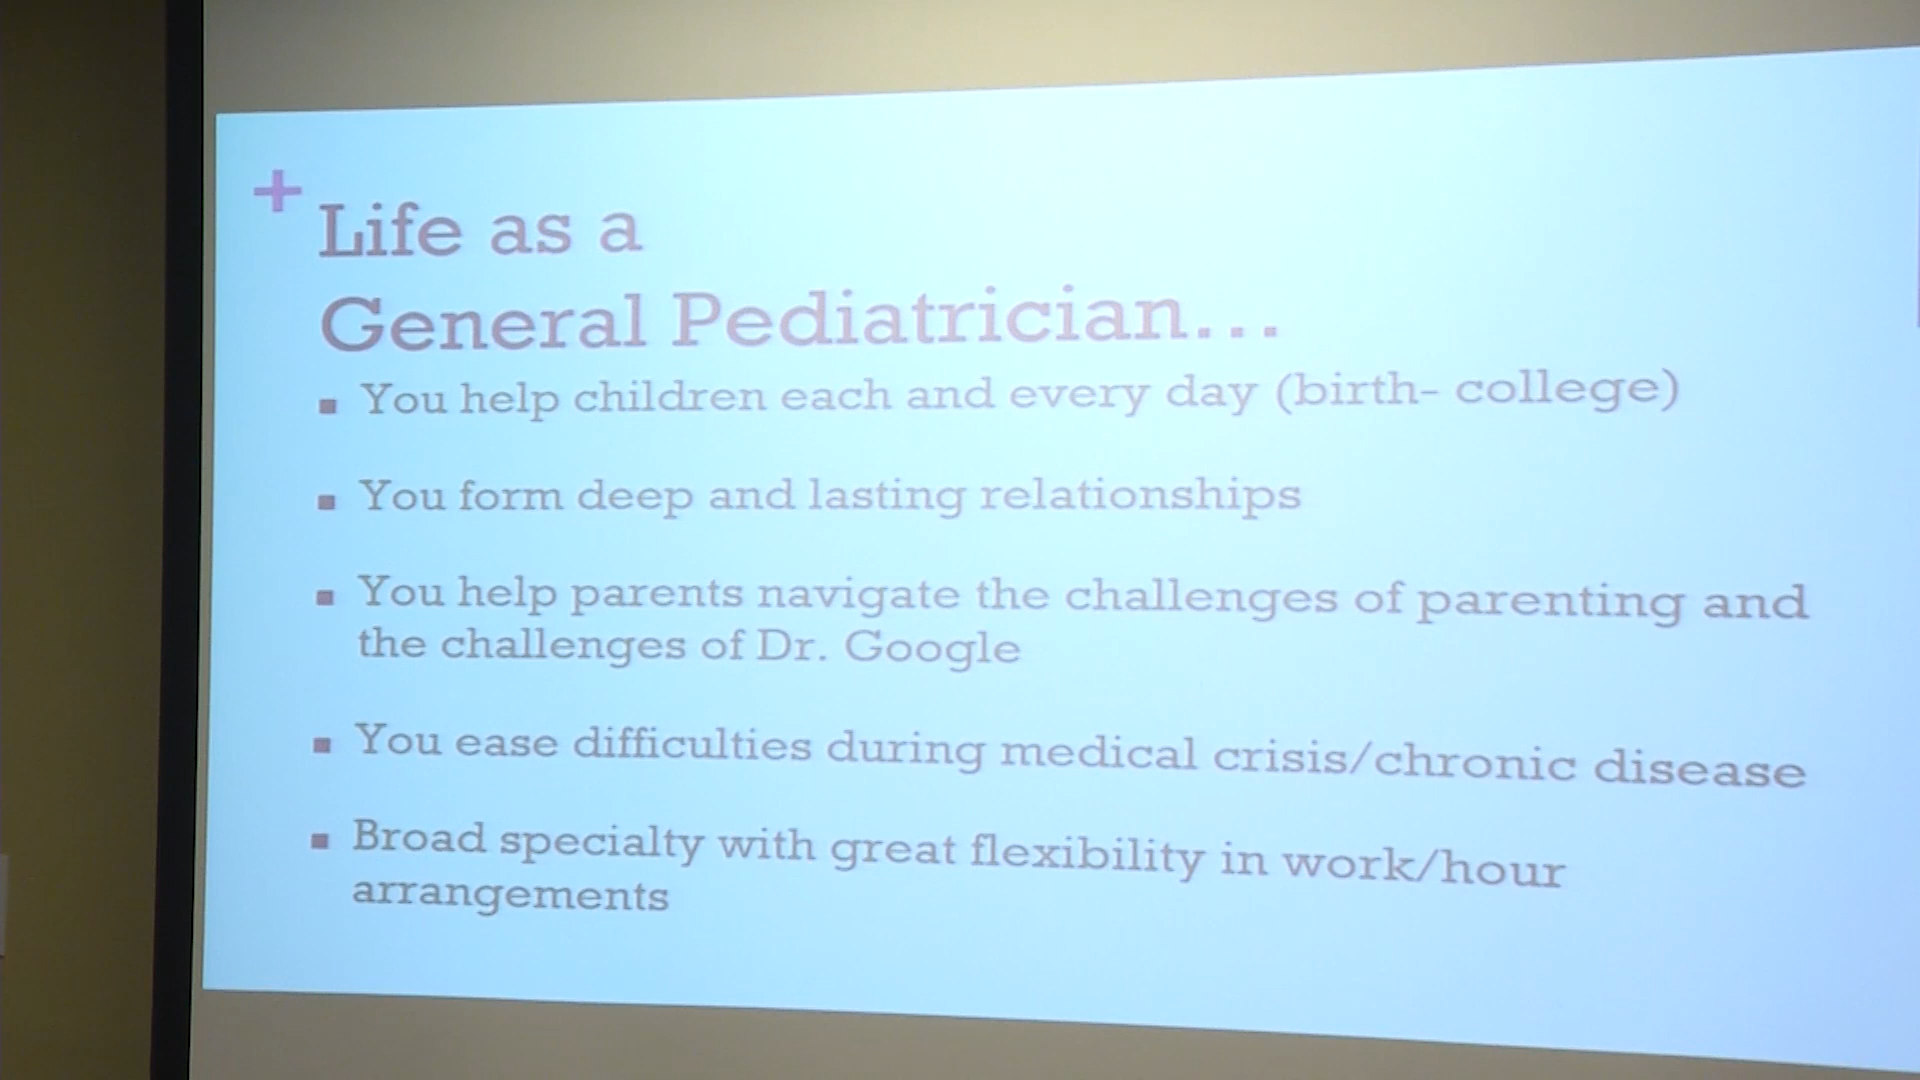 +
Life as a
General Pediatrician...
▪ You help children each and every day (birth- college)
▪ You form deep and lasting relationships
▪ You help parents navigate the challenges of parenting and
the challenges of Dr. Google
▪ You ease difficulties during medical crisis/chronic disease
▪ Broad specialty with great flexibility in work/hour
arrangements